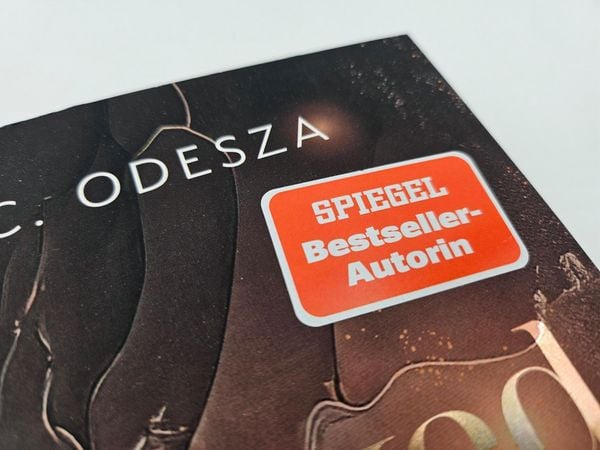 C. ODESZA
SPIEGEL
Bestseller-
Autorin